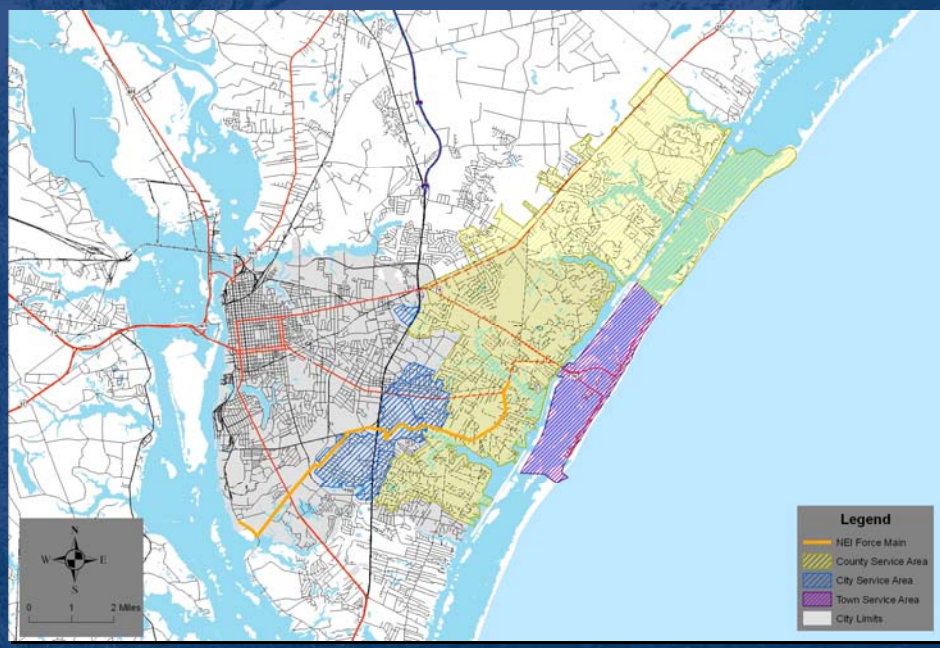 N
W E
S
0 1 2 Miles
Legend
NEI Force Main
County Service Area
City Service Area
Town Service Area
City Limits